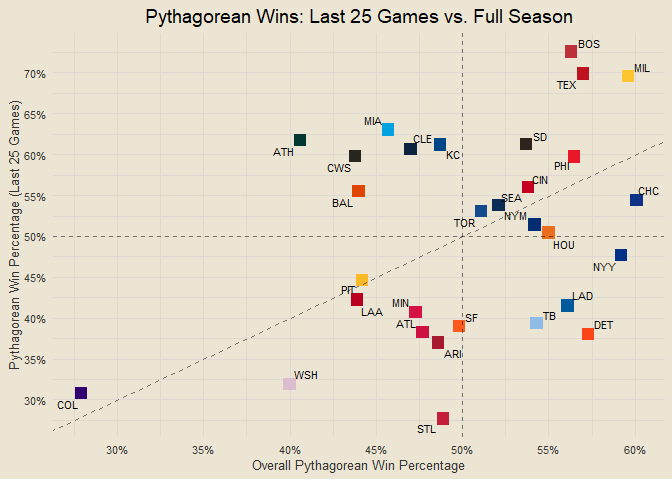 Pythagorean Wins: Last 25 Games vs. Full Season
BOS
70%
TEX
MIL
65%
MIA
ATH
CLE
SD
60%
CWS
KC
PHI
CIN
CHC
55%
BAL
SEA
TOR
NYM
50%
HOU
NYY
45%
PIT
LAA
MIN
LAD
40%
ATL
SF
TB
DET
35%
ARI
WSH
30%
COL
STL
Pythagorean Win Percentage (Last 25 Games)
30%
35%
40%
45%
50%
55%
60%
Overall Pythagorean Win Percentage